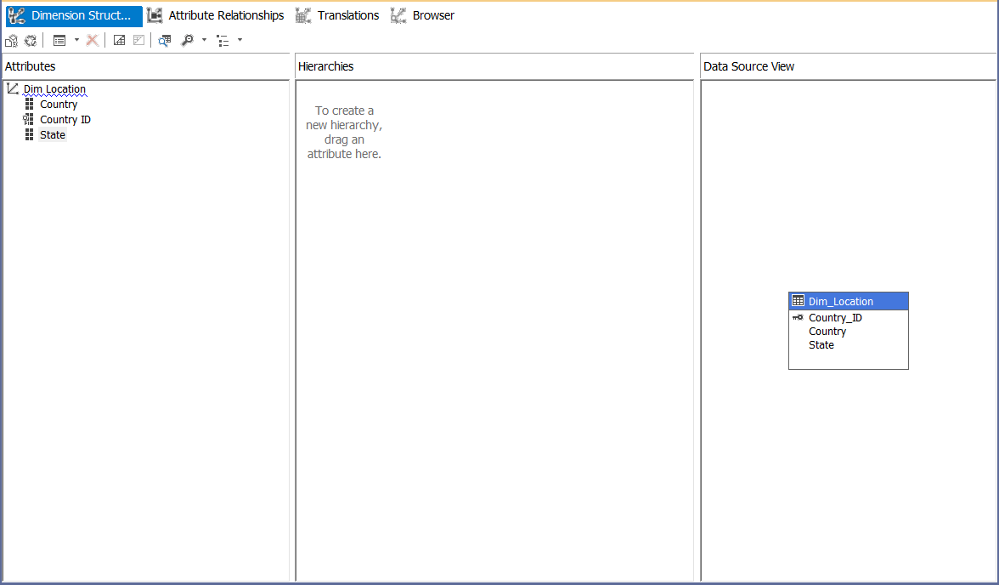 Dimension Struct...
Attribute Relationships
Translations
Browser
Attributes
Hierarchies
Data Source View
Dim Location
Country
Country ID
State
To create a
new hierarchy,
drag an
attribute here.
Dim_Location
Country_ID
Country
State